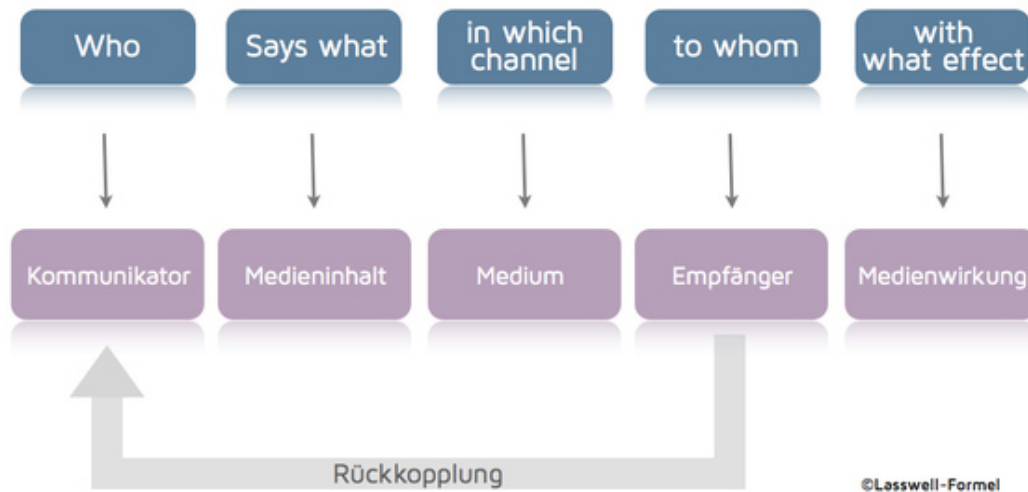 Who
Says what
in which
channel
to whom
with
what effect
Kommunikator
Medieninhalt
Medium
Empfänger
Medienwirkung
Rückkopplung
©Lasswell-Formel